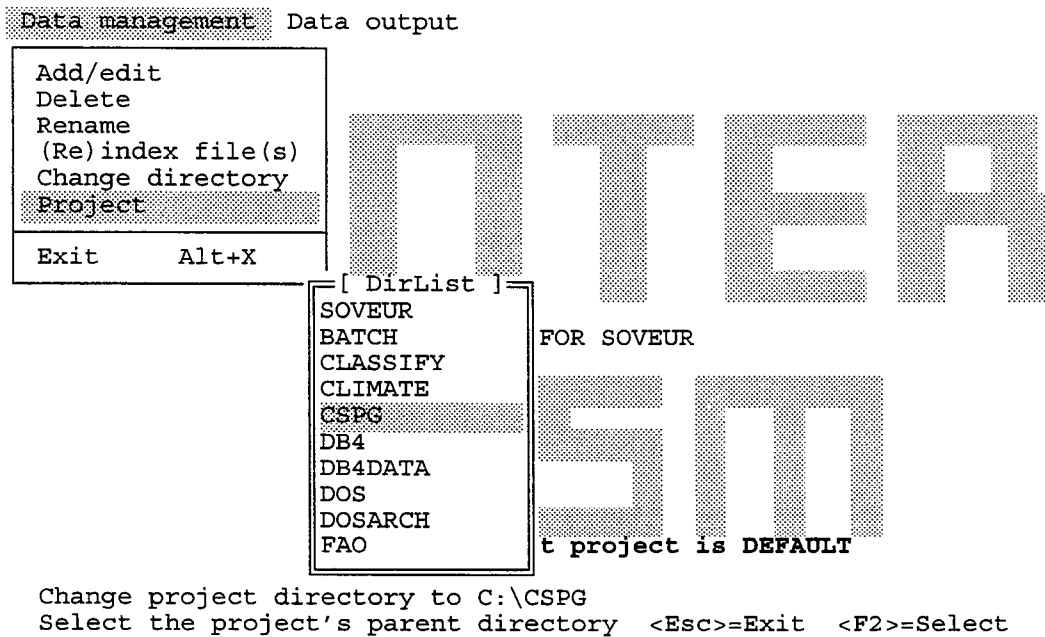 Data management Data output
Add/edit
Delete
Rename
(Re)index file(s)
Change directory
Project
Exit Alt+X
[ DirList ]
SOVEUR
BATCH
CLASSIFY
CLIMATE
CSPG
DB4
DB4DATA
DOS
DOSARCH
FAO
NTEA
FOR SOVEUR
SM
t project is DEFAULT
Change project directory to C:\CSPG
Select the project's parent directory <Esc>=Exit <F2>=Select